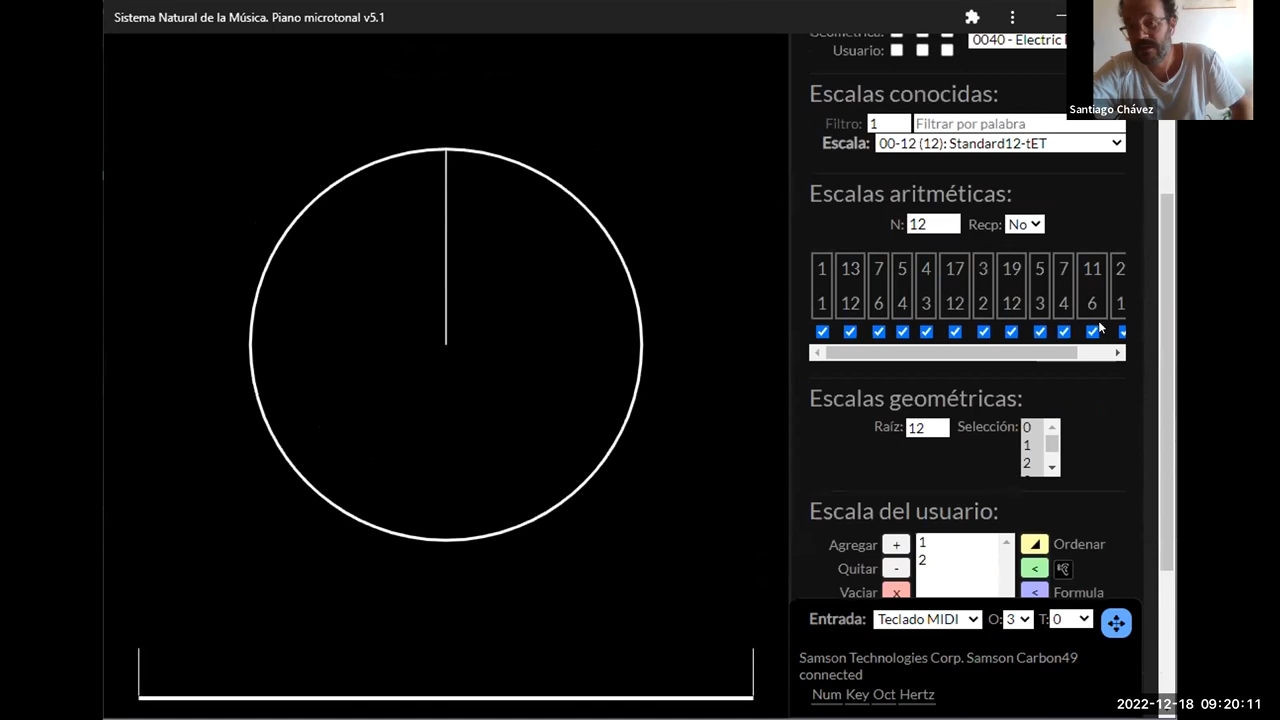 Sistema Natural de la Música. Piano microtonal v5.1
Usuario:
0040 - Electric
Santiago Chávez
Escalas conocidas:
Filtro: 1 Filtrar por palabra
Escala: 00-12 (12): Standard12-tET
Escalas aritméticas:
N: 12 Recp: No
1 13 7 5 4 17 3 19 5 7 11 2
1 12 6 4 3 12 2 12 3 4 6 1
Escalas geométricas:
Raíz: 12 Selección: 0
1
2
Escala del usuario:
Agregar + 1 Ordenar
Quitar - 2 <
Vaciar x < Formula
Entrada: Teclado MIDI O: 3 T: 0
Samson Technologies Corp. Samson Carbon49
connected
Num Key Oct Hertz
2022-12-18 09:20:11